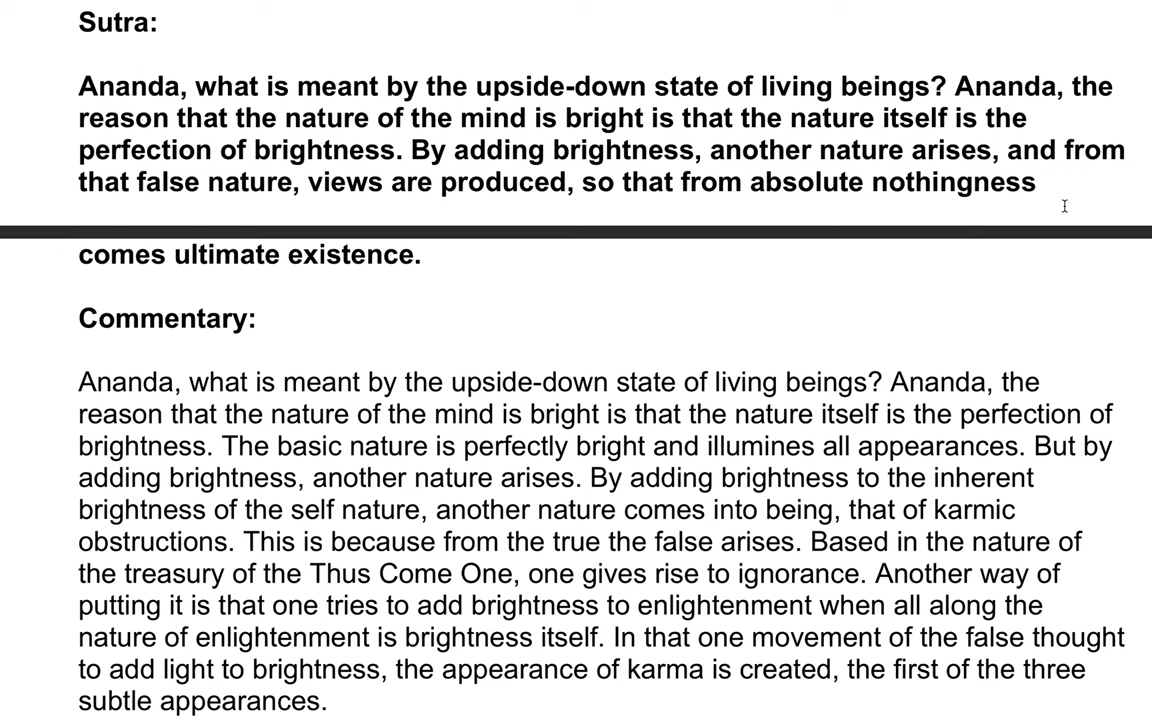 Sutra:
Ananda, what is meant by the upside-down state of living beings? Ananda, the
reason that the nature of the mind is bright is that the nature itself is the
perfection of brightness. By adding brightness, another nature arises, and from
that false nature, views are produced, so that from absolute nothingness
comes ultimate existence.
Commentary:
Ananda, what is meant by the upside-down state of living beings? Ananda, the
reason that the nature of the mind is bright is that the nature itself is the perfection of
brightness. The basic nature is perfectly bright and illumines all appearances. But by
adding brightness, another nature arises. By adding brightness to the inherent
brightness of the self nature, another nature comes into being, that of karmic
obstructions. This is because from the true the false arises. Based in the nature of
the treasury of the Thus Come One, one gives rise to ignorance. Another way of
putting it is that one tries to add brightness to enlightenment when all along the
nature of enlightenment is brightness itself. In that one movement of the false thought
to add light to brightness, the appearance of karma is created, the first of the three
subtle appearances.